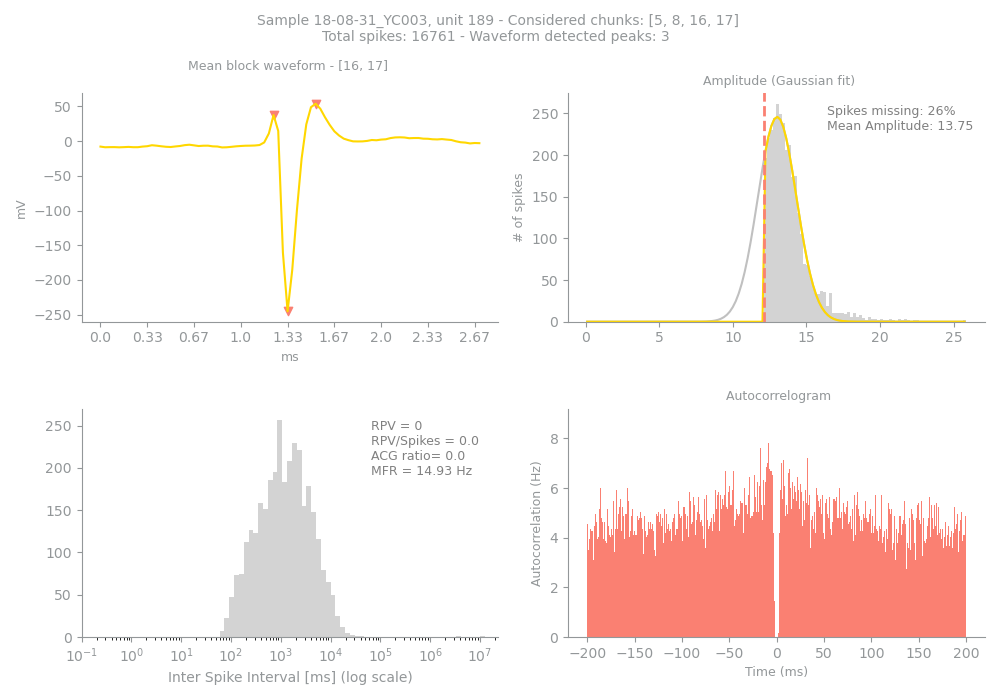 Sample 18-08-31_YC003, unit 189 - Considered chunks: [5, 8, 16, 17]
Total spikes: 16761 - Waveform detected peaks: 3
Mean block waveform - [16, 17]
50
0
−50
−100
−150
−200
−250
mV
0.0 0.33 0.67 1.0 1.33 1.67 2.0 2.33 2.67
ms
Amplitude (Gaussian fit)
Spikes missing: 26%
Mean Amplitude: 13.75
250
200
150
100
50
0
# of spikes
0 5 10 15 20 25
RPV = 0
RPV/Spikes = 0.0
ACG ratio= 0.0
MFR = 14.93 Hz
250
200
150
100
50
0
10⁻¹ 10⁰ 10¹ 10² 10³ 10⁴ 10⁵ 10⁶ 10⁷
Inter Spike Interval [ms] (log scale)
Autocorrelogram
8
6
4
2
0
Autocorrelation (Hz)
−200 −150 −100 −50 0 50 100 150 200
Time (ms)